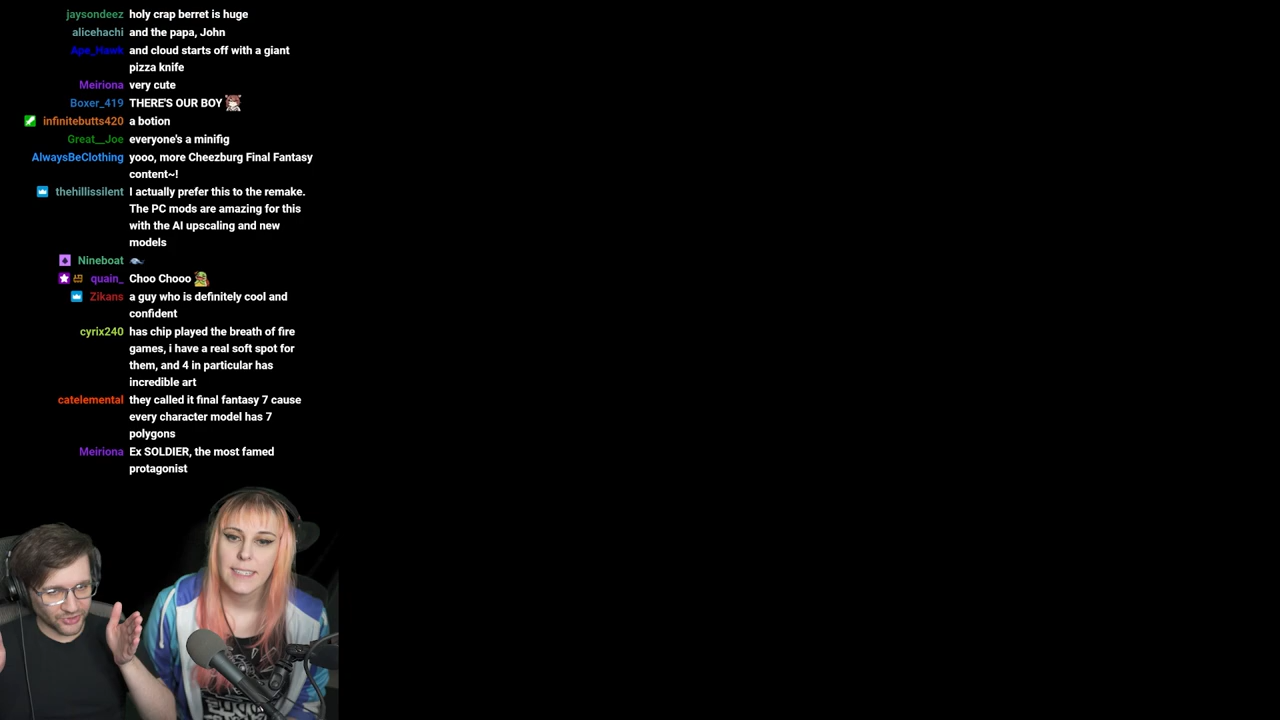 jaysondeez holy crap berret is huge
alicehachi and the papa, John
Ape_Hawk and cloud starts off with a giant
pizza knife
Meiriona very cute
Boxer_419 THERE'S OUR BOY
infinitebutts420 a botion
Great__Joe everyone's a minifig
AlwaysBeClothing yooo, more Cheezburg Final Fantasy
content~!
thehillissilent I actually prefer this to the remake.
The PC mods are amazing for this
with the AI upscaling and new
models
Nineboat
quain_ Choo Chooo
Zikans a guy who is definitely cool and
confident
cyrix240 has chip played the breath of fire
games, i have a real soft spot for
them, and 4 in particular has
incredible art
catelemental they called it final fantasy 7 cause
every character model has 7
polygons
Meiriona Ex SOLDIER, the most famed
protagonist